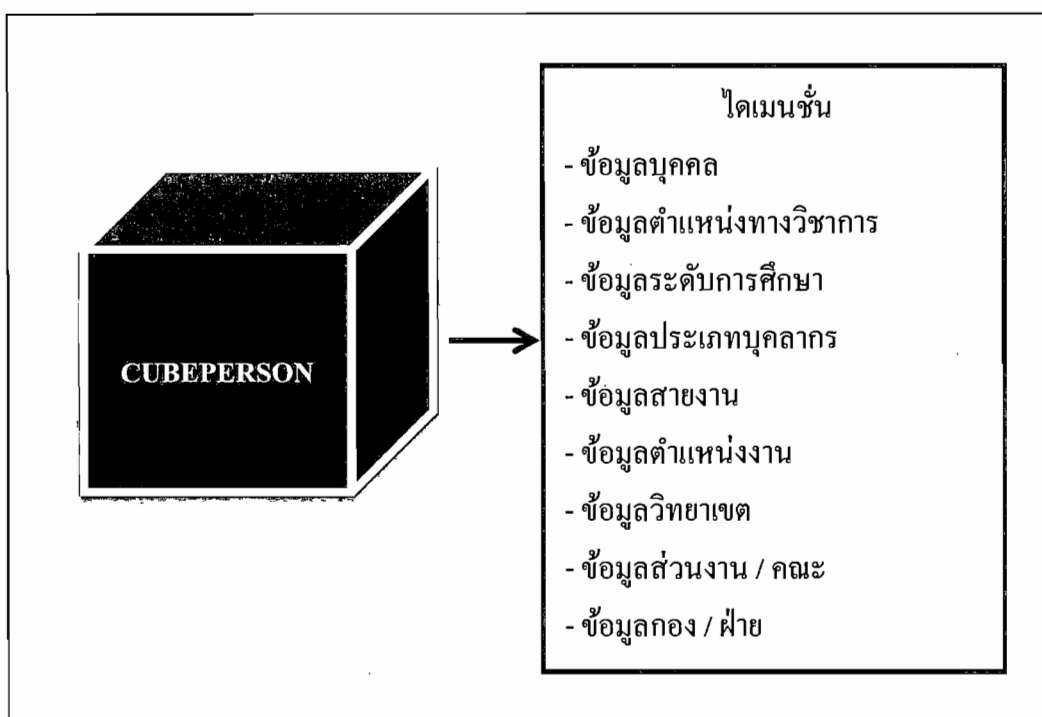 CUBEPERSON
ไดเมนชั่น
- ข้อมูลบุคคล
- ข้อมูลตำแหน่งทางวิชาการ
- ข้อมูลระดับการศึกษา
- ข้อมูลประเภทบุคลากร
- ข้อมูลสายงาน
- ข้อมูลตำแหน่งงาน
- ข้อมูลวิทยาเขต
- ข้อมูลส่วนงาน / คณะ
- ข้อมูลกอง / ฝ่าย